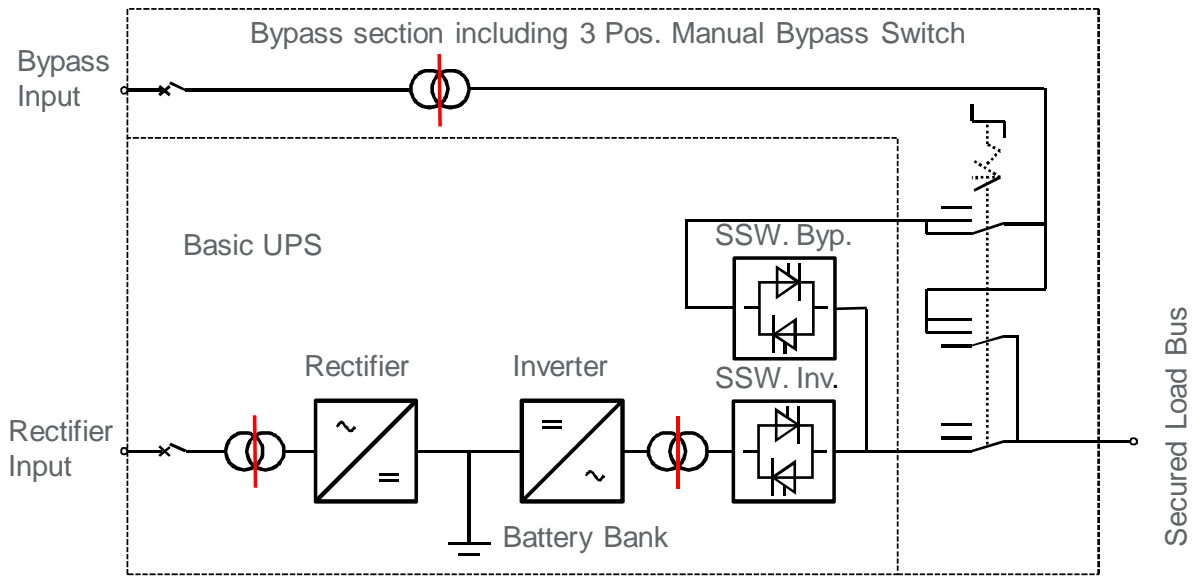 Bypass section including 3 Pos. Manual Bypass Switch
Bypass
Input
Basic UPS
SSW. Byp.
Rectifier
Inverter
SSW. Inv.
Rectifier
Input
Battery Bank
Secured Load Bus